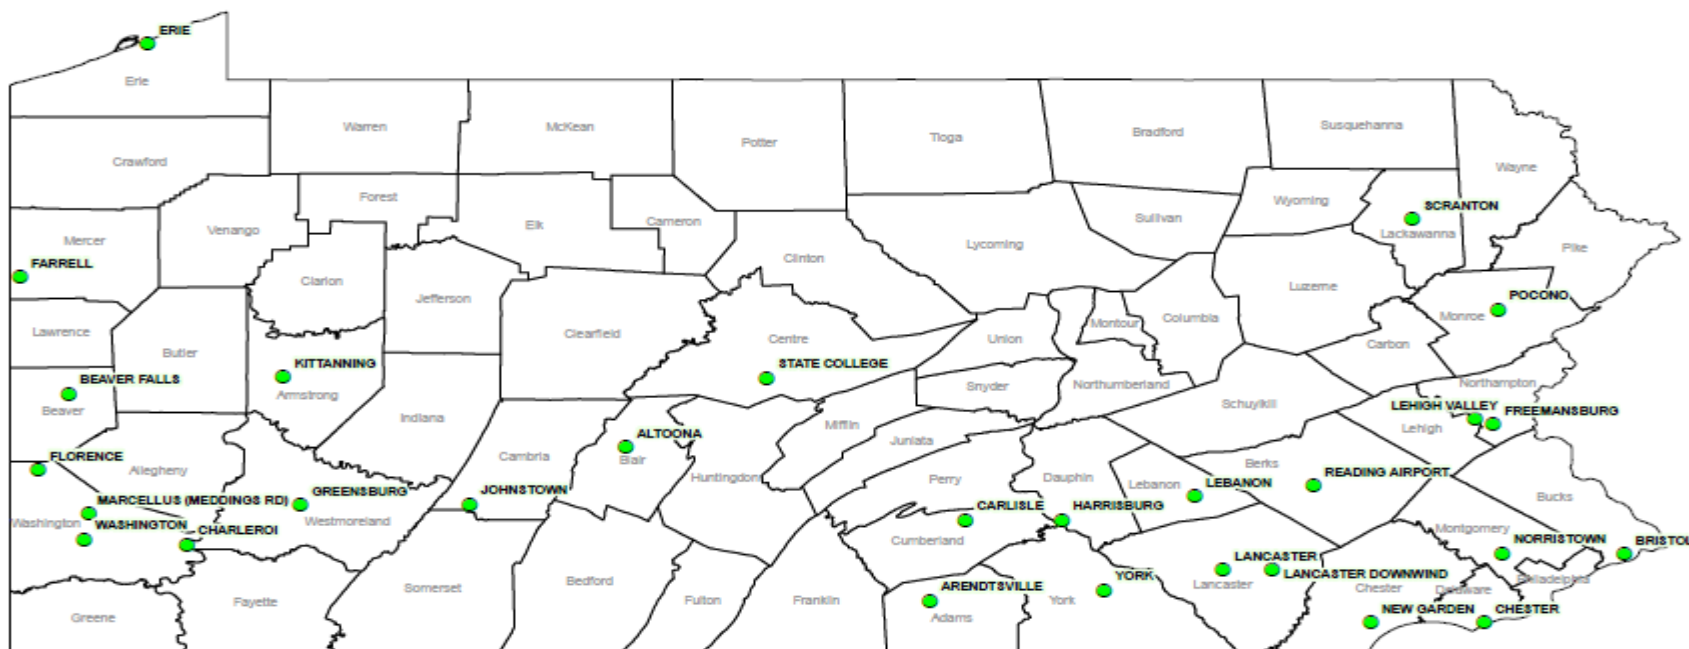 ERIE
Erie
Warren
McKean
Potter
Tioga
Bradford
Susquehanna
Wayne
Crawford
Forest
Elk
Cameron
Lycoming
Sullivan
Wyoming
SCRANTON
Lackawanna
Pike
Mercer
Venango
FARRELL
Clarion
Jefferson
Clinton
Luzerne
POCONO
Monroe
Lawrence
Butler
Clearfield
Centre
Union
Montour
Columbia
Carbon
KITTANNING
Armstrong
STATE COLLEGE
Snyder
Northumberland
Northampton
BEAVER FALLS
Beaver
Indiana
Mifflin
Juniata
Schuylkill
LEHIGH VALLEY
FREEMANSBURG
Lehigh
ALTOONA
Blair
Cambria
Huntingdon
FLORENCE
Allegheny
Perry
Dauphin
Lebanon
LEBANON
Berks
READING AIRPORT
Bucks
MARCELLUS (MEDDINGS RD)
GREENSBURG
JOHNSTOWN
Washington
WASHINGTON
CHARLEROI
Westmoreland
CARLISLE
Cumberland
HARRISBURG
Montgomery
NORRISTOWN
BRISTOL
Philadelphia
LANCASTER
Lancaster
LANCASTER DOWNWIND
Chester
Delaware
Greene
Fayette
Somerset
Bedford
Fulton
Franklin
ARENDTSVILLE
Adams
York
YORK
NEW GARDEN
CHESTER